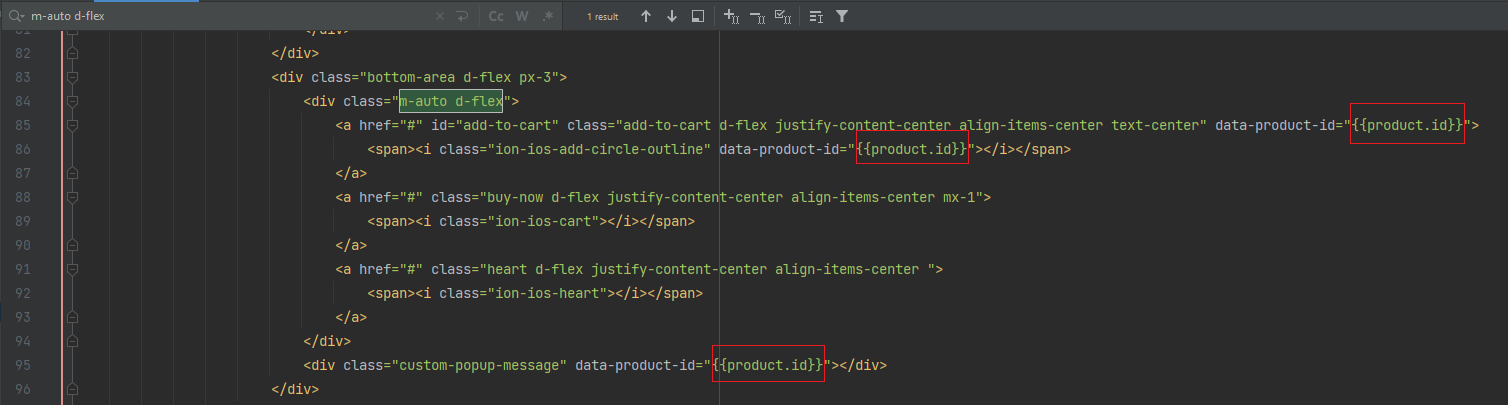 m-auto d-flex
Cc W .*
1 result
82 </div>
83 <div class="bottom-area d-flex px-3">
84 <div class="m-auto d-flex">
85 <a href="#" id="add-to-cart" class="add-to-cart d-flex justify-content-center align-items-center text-center" data-product-id="{{product.id}}">
86 <span><i class="ion-ios-add-circle-outline" data-product-id="{{product.id}}"></i></span>
87 </a>
88 <a href="#" class="buy-now d-flex justify-content-center align-items-center mx-1">
89 <span><i class="ion-ios-cart"></i></span>
90 </a>
91 <a href="#" class="heart d-flex justify-content-center align-items-center ">
92 <span><i class="ion-ios-heart"></i></span>
93 </a>
94 </div>
95 <div class="custom-popup-message" data-product-id="{{product.id}}"></div>
96 </div>